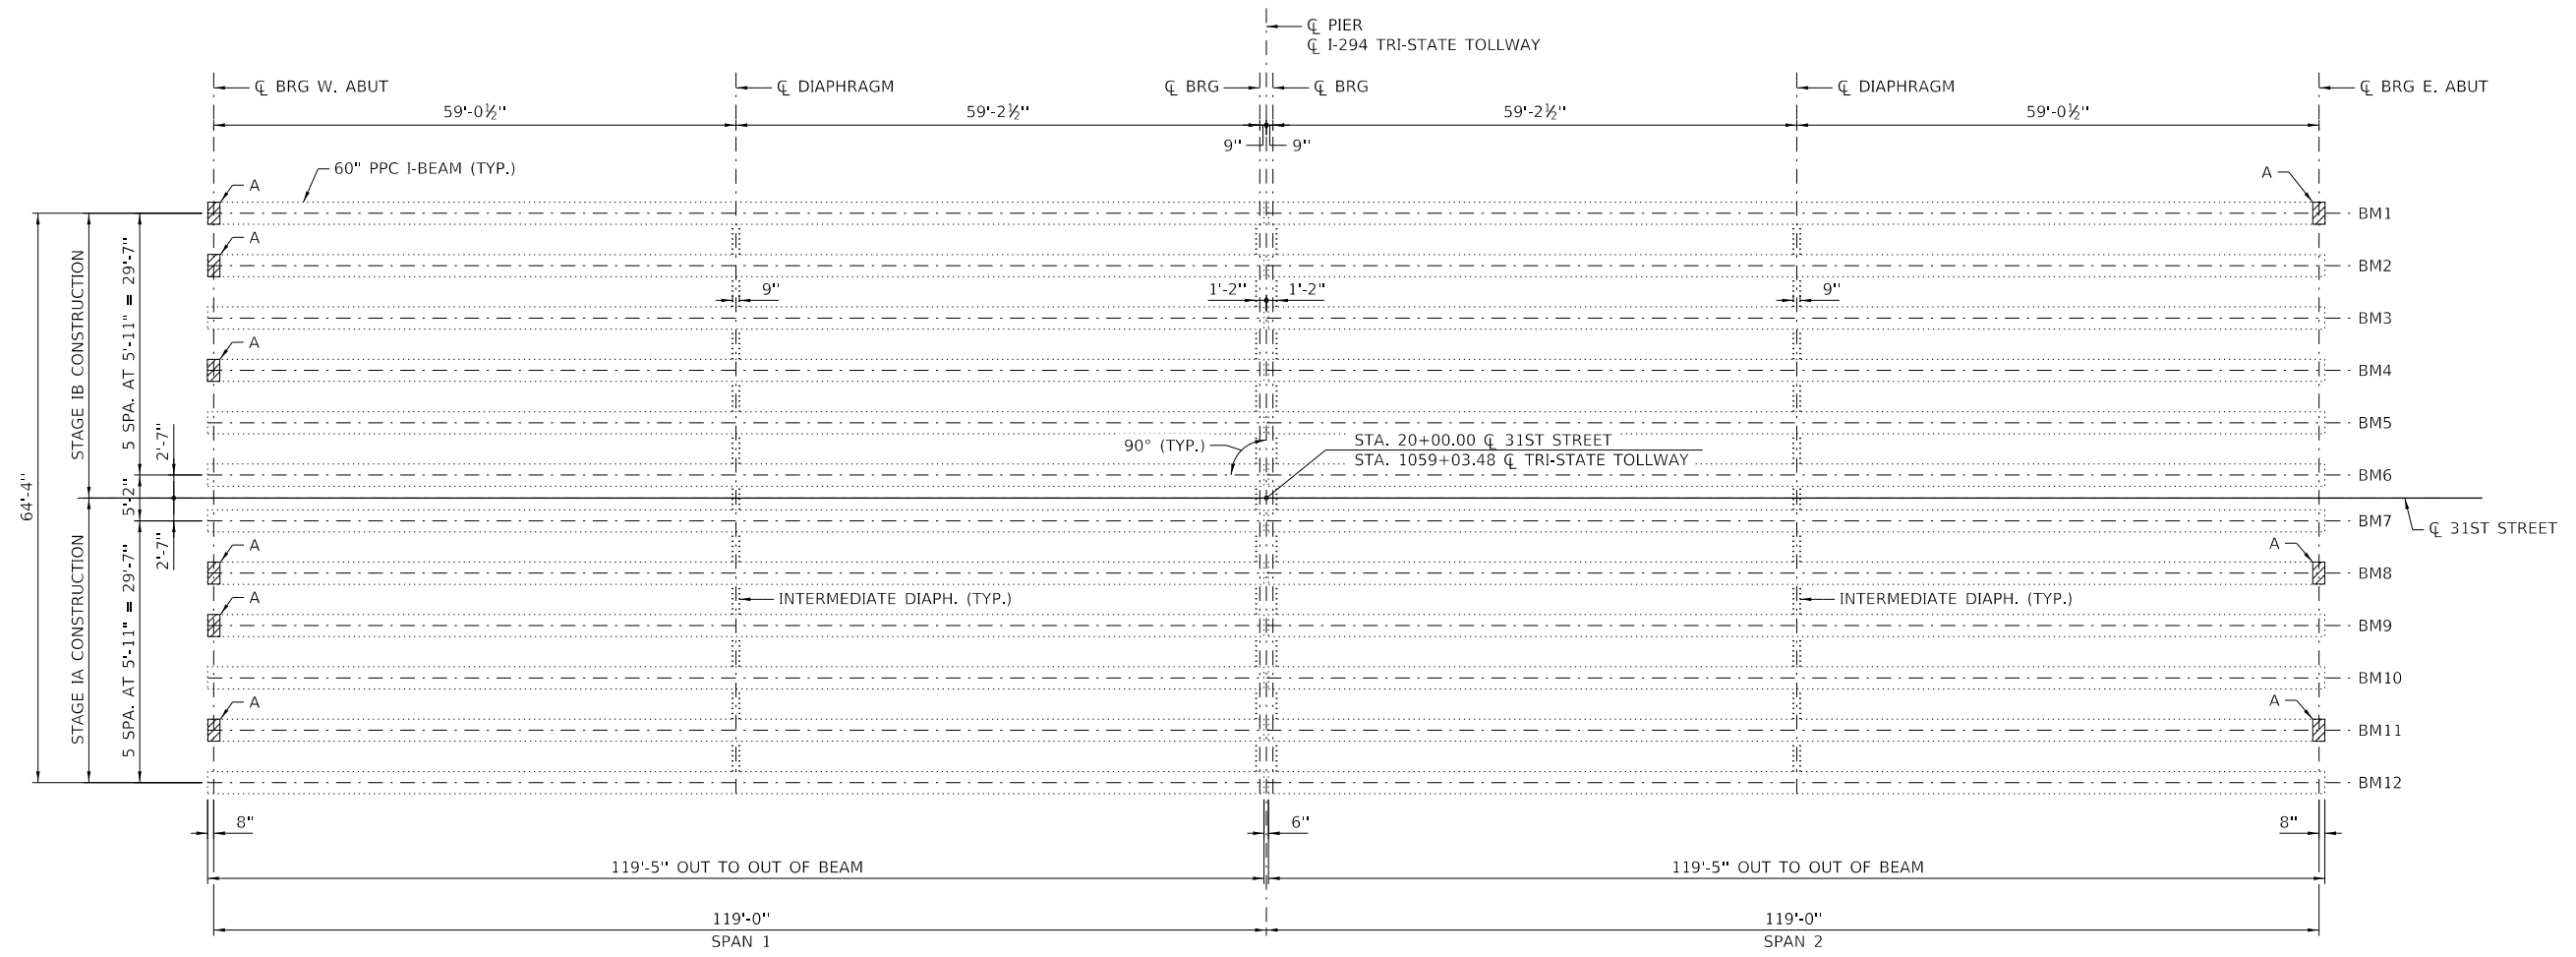 ℄ PIER
℄ I-294 TRI-STATE TOLLWAY
℄ BRG W. ABUT
℄ DIAPHRAGM
℄ BRG
℄ BRG
℄ DIAPHRAGM
℄ BRG E. ABUT
59'-0½"
59'-2½"
59'-2½"
59'-0½"
9"
9"
60" PPC I-BEAM (TYP.)
A
A
BM1
A
BM2
9"
1'-2"
1'-2"
9"
BM3
A
BM4
BM5
90° (TYP.)
STA. 20+00.00 ℄ 31ST STREET
STA. 1059+03.48 ℄ TRI-STATE TOLLWAY
BM6
BM7
℄ 31ST STREET
A
A
BM8
A
INTERMEDIATE DIAPH. (TYP.)
INTERMEDIATE DIAPH. (TYP.)
BM9
BM10
A
A
BM11
BM12
64'-4"
STAGE IB CONSTRUCTION
STAGE IA CONSTRUCTION
5 SPA. AT 5'-11" = 29'-7"
5'-2"
5 SPA. AT 5'-11" = 29'-7"
2'-7"
2'-7"
8"
6"
8"
119'-5" OUT TO OUT OF BEAM
119'-5" OUT TO OUT OF BEAM
119'-0"
SPAN 1
119'-0"
SPAN 2